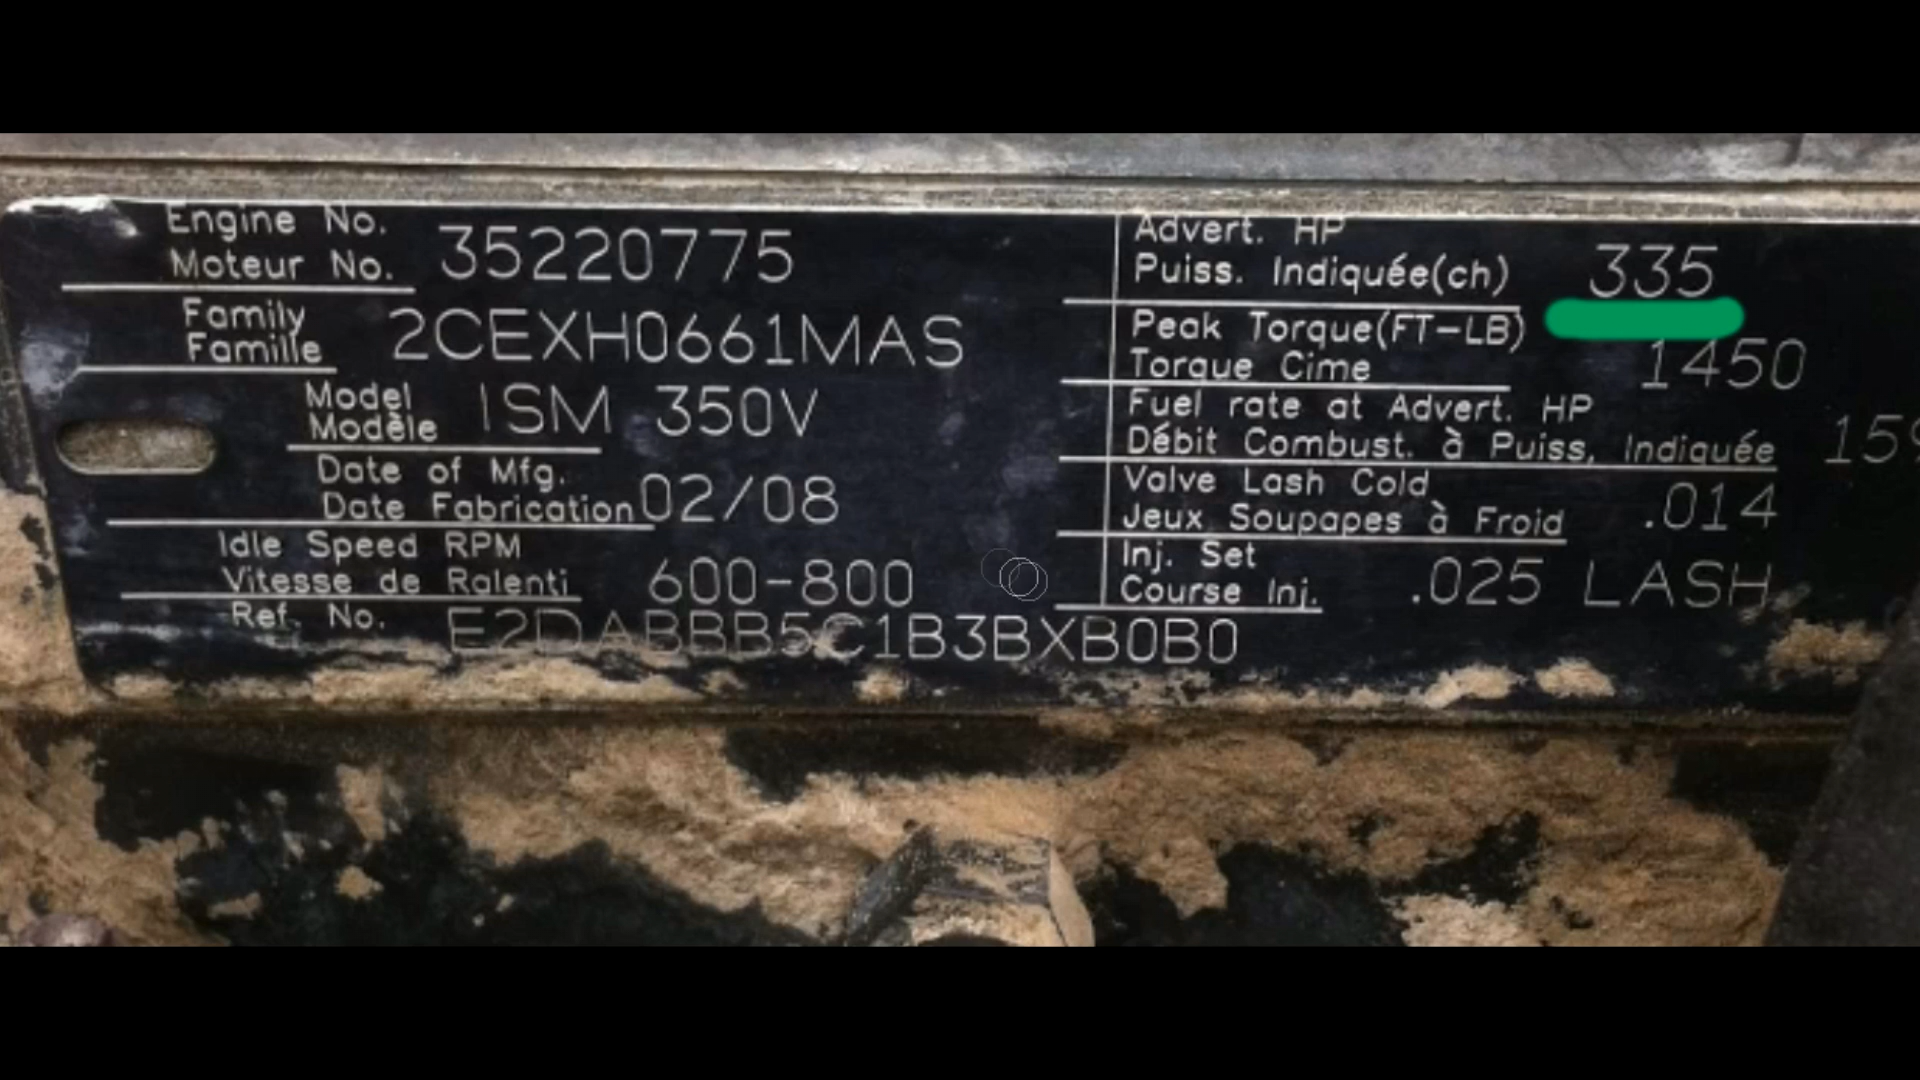 Engine No.
Moteur No. 35220775
Family
Famille 2CEXH0661MAS
Model
Modèle ISM 350V
Date of Mfg.
Date Fabrication 02/08
Idle Speed RPM
Vitesse de Ralenti 600-800
Ref. No. E2DABBB5C1B3BXB0B0
Advert. HP
Puiss. Indiquée(ch) 335
Peak Torque(FT-LB)
Torque Cime 1450
Fuel rate at Advert. HP
Débit Combust. à Puiss. Indiquée
Valve Lash Cold
Jeux Soupapes à Froid .014
Inj. Set
Course Inj. .025 LASH